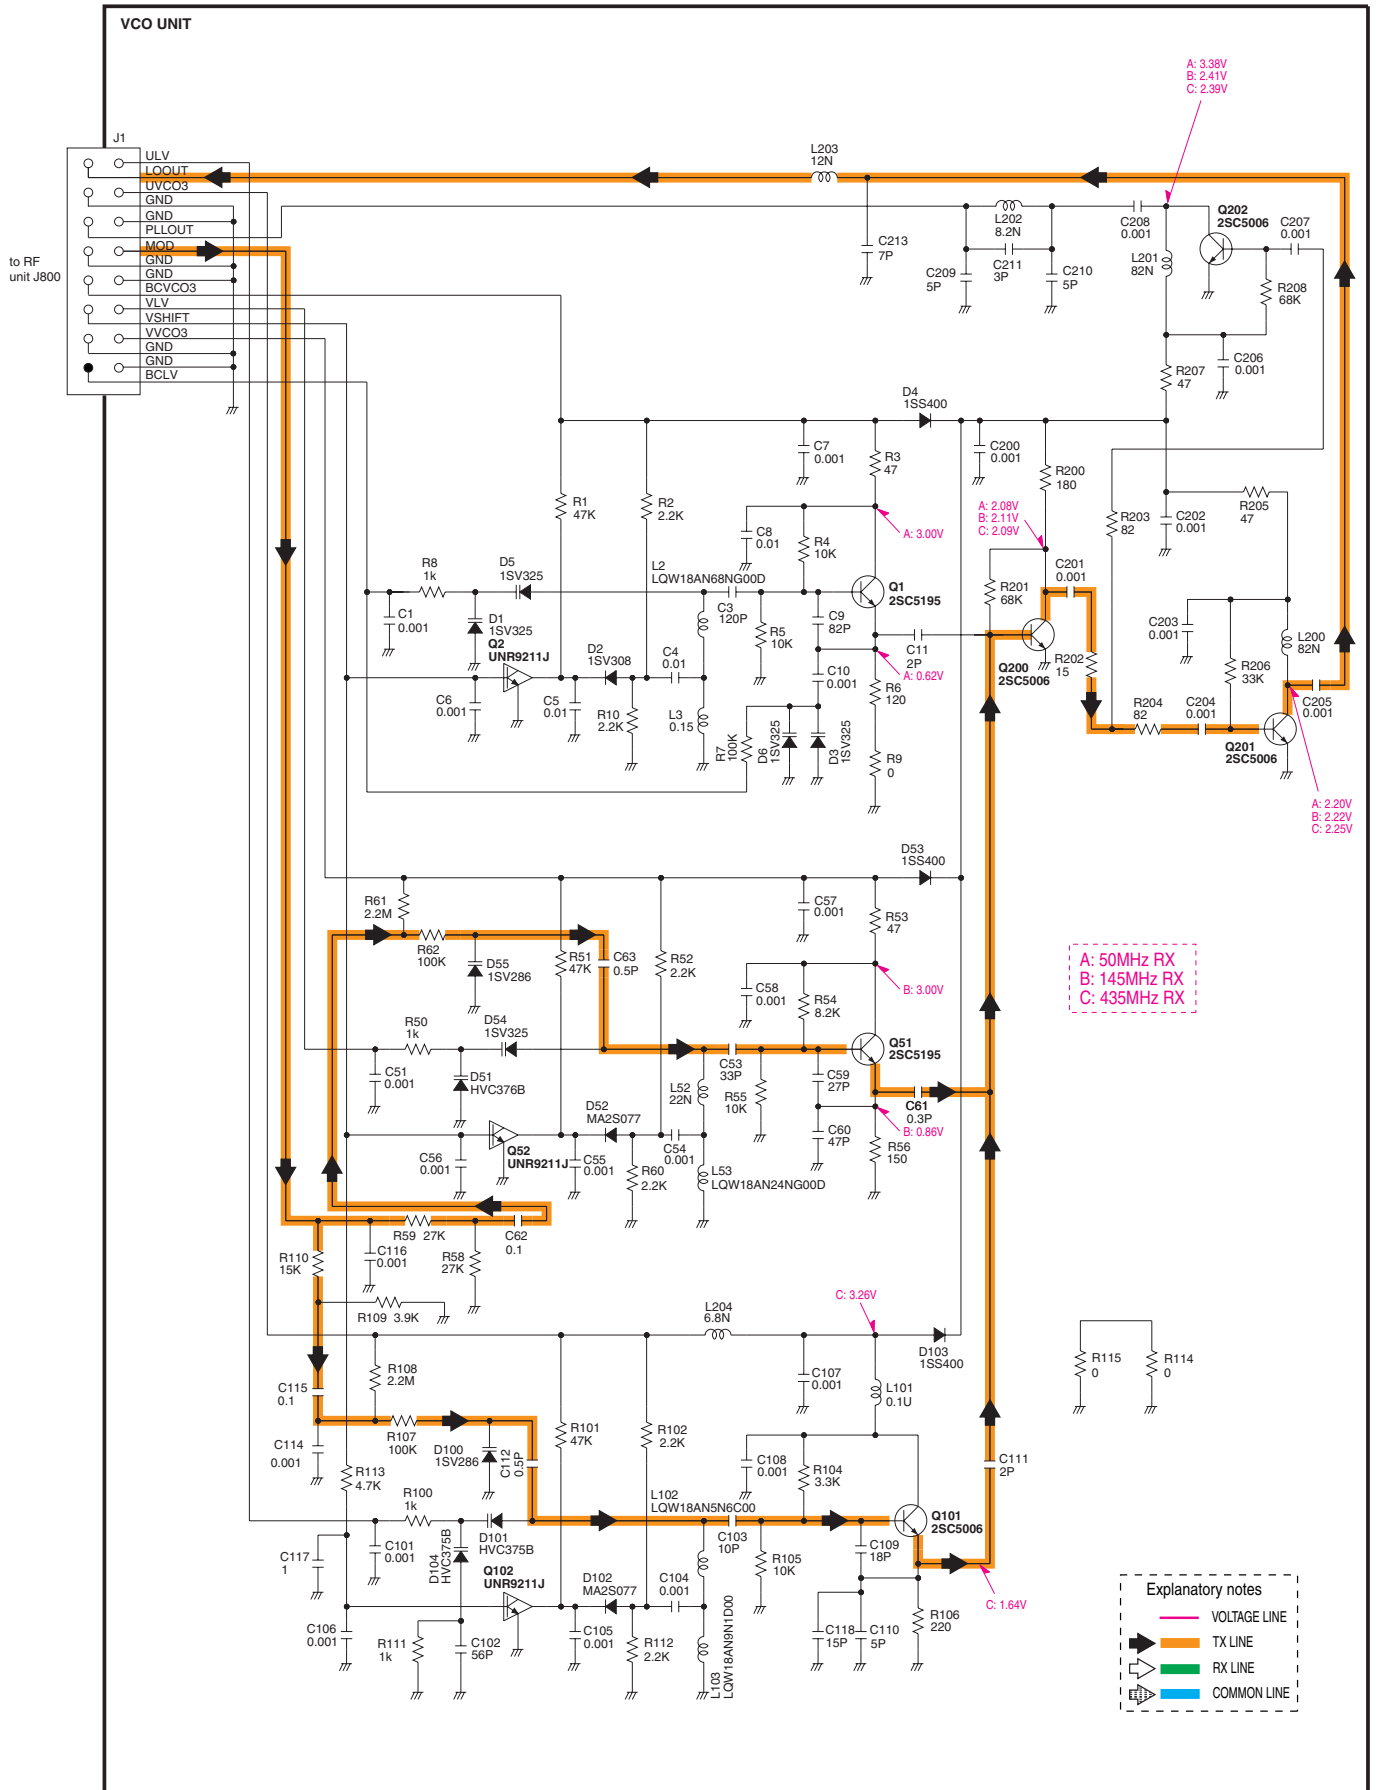 VCO UNIT
A: 3.38V
B: 2.41V
C: 2.39V
J1
ULV
LOOUT
UVCO3
GND
GND
PLLOUT
MOD
GND
GND
BCVCO3
VLV
VSHIFT
VVCO3
GND
GND
BCLV
to RF
unit J800
L203
12N
C213
7P
L202
8.2N
C209
5P
C211
3P
C210
5P
C208
0.001
Q202
2SC5006
C207
0.001
L201
82N
R208
68K
R207
47
C206
0.001
D4
1SS400
C7
0.001
R3
47
C200
0.001
R200
180
R1
47K
R2
2.2K
C8
0.01
R4
10K
A: 3.00V
A: 2.08V
B: 2.11V
C: 2.09V
R203
82
C202
0.001
R205
47
R8
1k
D5
1SV325
L2
LQW18AN68NG00D
Q1
2SC5195
C201
0.001
R201
68K
C1
0.001
D1
1SV325
C3
120P
R5
10K
C9
82P
C11
2P
Q200
2SC5006
R202
15
C203
0.001
L200
82N
R206
33K
Q2
UNR9211J
D2
1SV308
C4
0.01
C10
0.001
A: 0.62V
R6
120
C6
0.001
C5
0.01
R10
2.2K
L3
0.15
R7
100K
D6
1SV325
D3
1SV325
R9
0
R204
82
C204
0.001
Q201
2SC5006
C205
0.001
A: 2.20V
B: 2.22V
C: 2.25V
D53
1SS400
R61
2.2M
C57
0.001
R53
47
R62
100K
D55
1SV286
R51
47K
C63
0.5P
R52
2.2K
C58
0.001
R54
8.2K
B: 3.00V
A: 50MHz RX
B: 145MHz RX
C: 435MHz RX
R50
1k
D54
1SV325
Q51
2SC5195
C51
0.001
D51
HVC376B
L52
22N
C53
33P
R55
10K
C59
27P
C61
0.3P
D52
MA2S077
B: 0.86V
C60
47P
R56
150
C56
0.001
Q52
UNR9211J
C55
0.001
C54
0.001
R60
2.2K
L53
LQW18AN24NG00D
R59 27K
C62
0.1
R110
15K
C116
0.001
R58
27K
R109 3.9K
L204
6.8N
C: 3.26V
D103
1SS400
R108
2.2M
C107
0.001
L101
0.1U
R115
0
R114
0
C115
0.1
R107
100K
D100
1SV286
C112
0.5P
R101
47K
R102
2.2K
C114
0.001
R113
4.7K
C108
0.001
R104
3.3K
C111
2P
R100
1k
L102
LQW18AN5N6C00
Q101
2SC5006
C117
1
C101
0.001
D104
HVC375B
D101
HVC375B
C103
10P
R105
10K
C109
18P
Q102
UNR9211J
D102
MA2S077
C104
0.001
C: 1.64V
C106
0.001
R111
1k
C102
56P
C105
0.001
R112
2.2K
L103
LQW18AN9N1D00
C118
15P
C110
5P
R106
220
Explanatory notes
VOLTAGE LINE
TX LINE
RX LINE
COMMON LINE